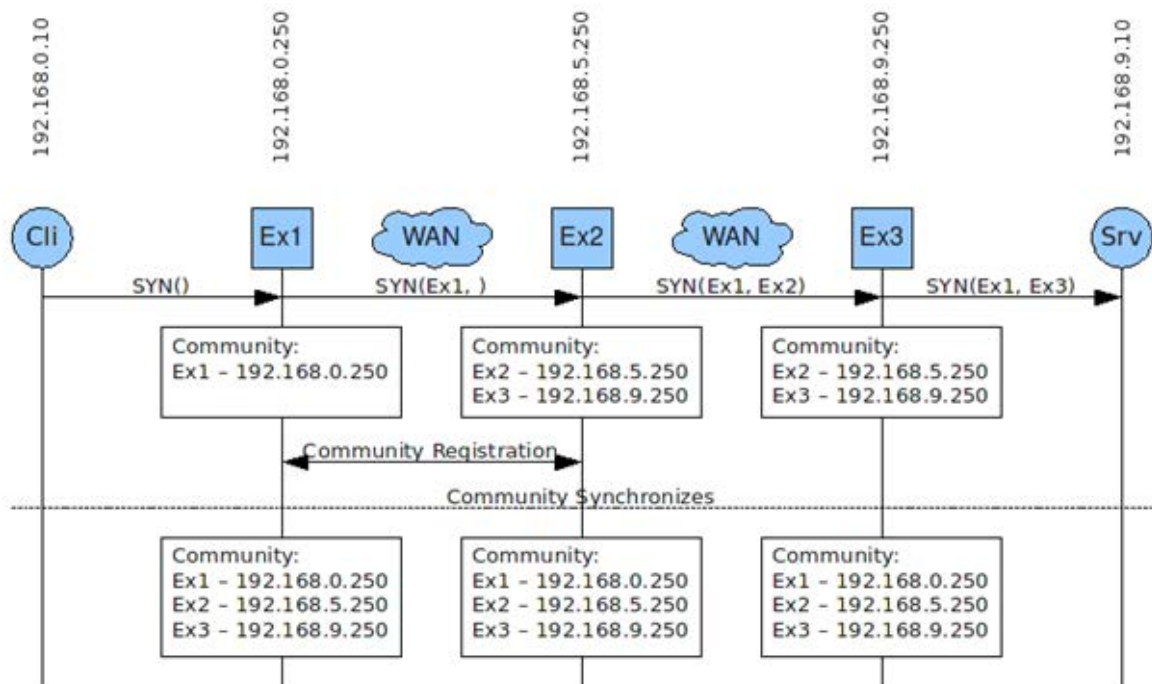 192.168.0.10
192.168.0.250
192.168.5.250
192.168.9.250
192.168.9.10
Cli
Ex1
WAN
Ex2
WAN
Ex3
Srv
SYN()
SYN(Ex1, )
SYN(Ex1, Ex2)
SYN(Ex1, Ex3)
Community:
Ex1 – 192.168.0.250
Community:
Ex2 – 192.168.5.250
Ex3 – 192.168.9.250
Community:
Ex2 – 192.168.5.250
Ex3 – 192.168.9.250
Community Registration
Community Synchronizes
Community:
Ex1 – 192.168.0.250
Ex2 – 192.168.5.250
Ex3 – 192.168.9.250
Community:
Ex1 – 192.168.0.250
Ex2 – 192.168.5.250
Ex3 – 192.168.9.250
Community:
Ex1 – 192.168.0.250
Ex2 – 192.168.5.250
Ex3 – 192.168.9.250